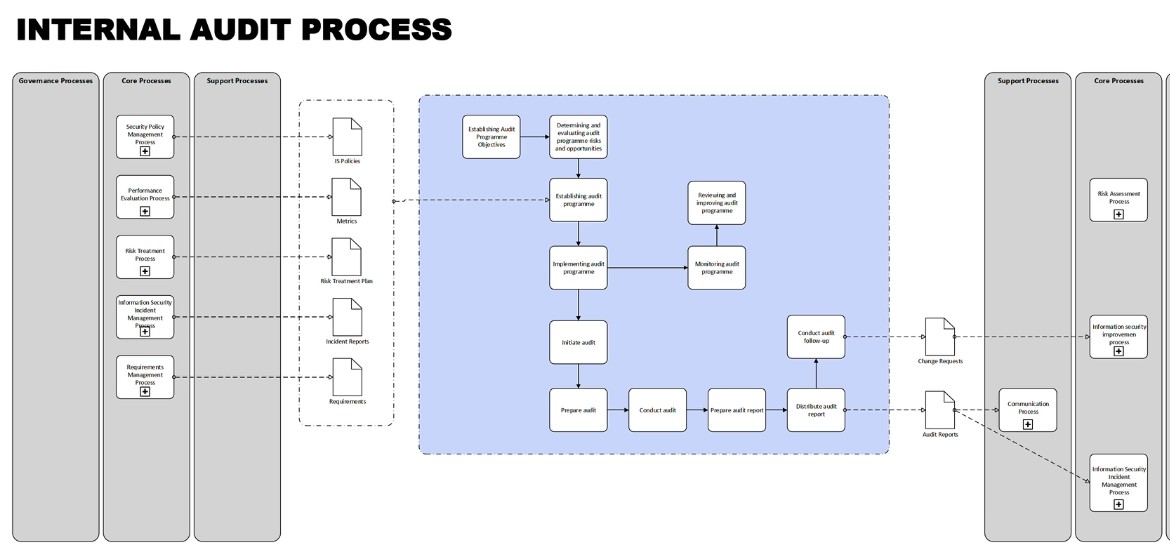 INTERNAL AUDIT PROCESS
Governance Processes
Core Processes
Support Processes
Security Policy
Management
Process
Performance
Evaluation Process
Risk Treatment
Process
Information Security
Incident
Management
Process
Requirements
Management
Process
IS Policies
Metrics
Risk Treatment Plan
Incident Reports
Requirements
Establishing Audit
Programme
Objectives
Determining and
evaluating audit
programme risks
and opportunities
Establishing audit
programme
Reviewing and
improving audit
programme
Implementing audit
programme
Monitoring audit
programme
Initiate audit
Conduct audit
follow-up
Prepare audit
Conduct audit
Prepare audit report
Distribute audit
report
Change Requests
Audit Reports
Support Processes
Core Processes
Communication
Process
Risk Assessment
Process
Information security
improvemen
process
Information Security
Incident
Management
Process